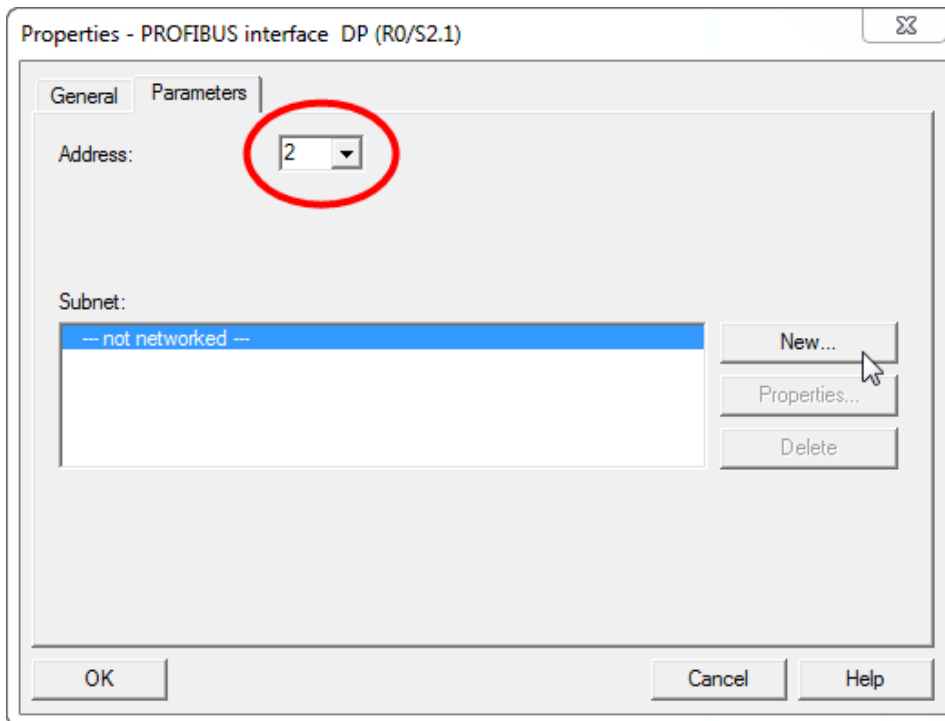 Properties - PROFIBUS interface DP (R0/S2.1)
General Parameters
Address: 2
Subnet:
--- not networked ---
New...
Properties...
Delete
OK Cancel Help